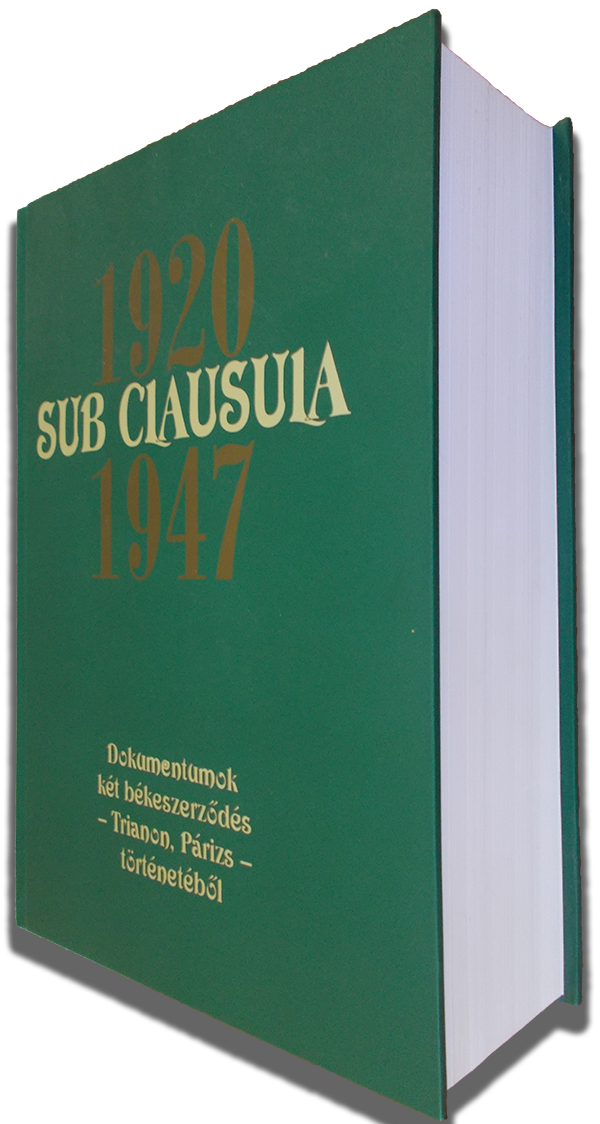 1920
SUB CLAUSULA
1947
Dokumentumok
két békeszerződés
– Trianon, Párizs –
történetéből